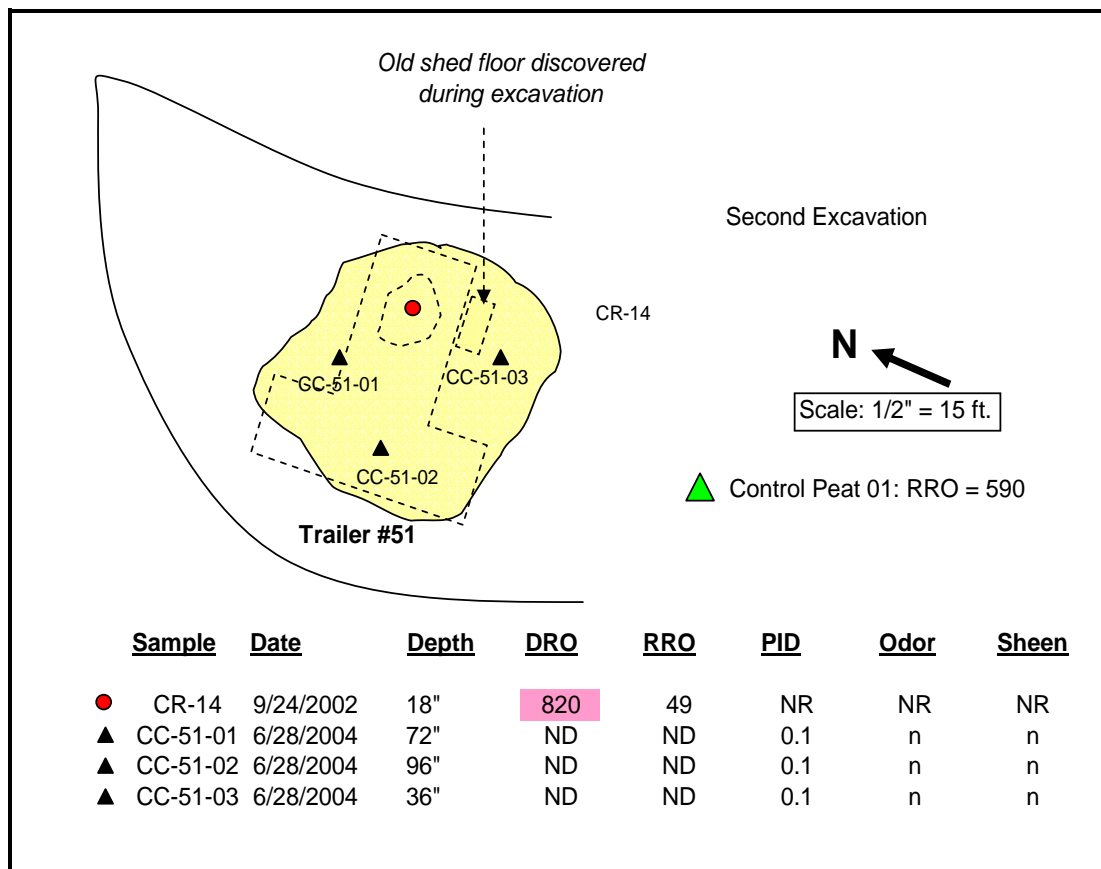 Old shed floor discovered
during excavation
Second Excavation
CR-14
N
Scale: 1/2" = 15 ft.
CC-51-01
CC-51-03
CC-51-02
Control Peat 01: RRO = 590
Trailer #51
Sample Date Depth DRO RRO PID Odor Sheen
CR-14 9/24/2002 18" 820 49 NR NR NR
CC-51-01 6/28/2004 72" ND ND 0.1 n n
CC-51-02 6/28/2004 96" ND ND 0.1 n n
CC-51-03 6/28/2004 36" ND ND 0.1 n n